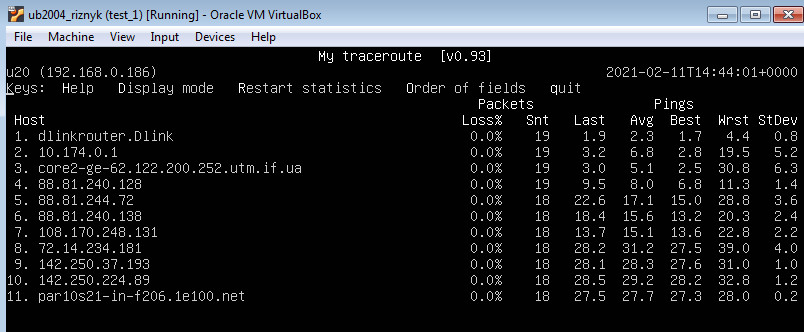 ub2004_riznyk (test_1) [Running] - Oracle VM VirtualBox
File Machine View Input Devices Help
My traceroute [v0.93]
u20 (192.168.0.186) 2021-02-11T14:44:01+0000
Keys: Help Display mode Restart statistics Order of fields quit
Packets Pings
Host Loss% Snt Last Avg Best Wrst StDev
1. dlinkrouter.Dlink 0.0% 19 1.9 2.3 1.7 4.4 0.8
2. 10.174.0.1 0.0% 19 3.2 6.8 2.8 19.5 5.2
3. core2-ge-62.122.200.252.utm.if.ua 0.0% 19 3.0 5.1 2.5 30.8 6.3
4. 88.81.240.128 0.0% 19 9.5 8.0 6.8 11.3 1.4
5. 88.81.244.72 0.0% 18 22.6 17.1 15.0 28.8 3.6
6. 88.81.240.138 0.0% 18 18.4 15.6 13.2 20.3 2.4
7. 108.170.248.131 0.0% 18 13.7 15.1 13.6 22.8 2.2
8. 72.14.234.181 0.0% 18 28.2 31.2 27.5 39.0 4.0
9. 142.250.37.193 0.0% 18 28.1 28.3 27.6 31.0 1.0
10. 142.250.224.89 0.0% 18 28.5 29.2 28.2 32.8 1.2
11. par10s21-in-f206.1e100.net 0.0% 18 27.5 27.7 27.3 28.0 0.2